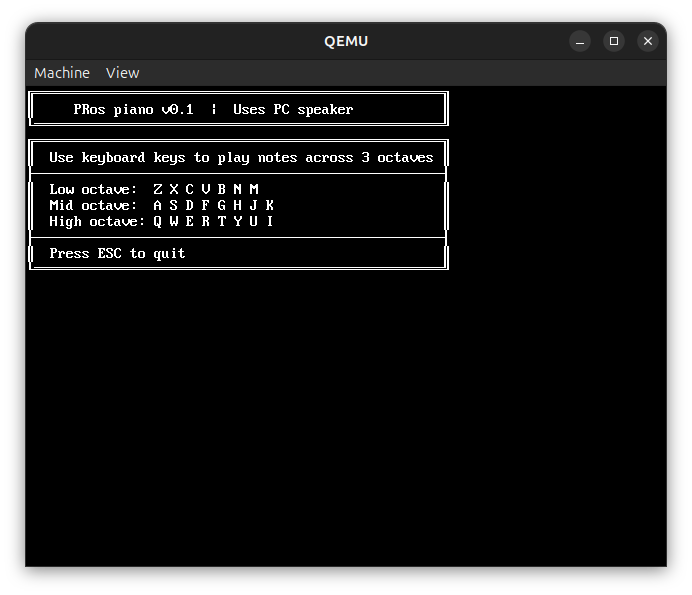 QEMU
Machine View
PRos piano v0.1 | Uses PC speaker
Use keyboard keys to play notes across 3 octaves
Low octave: Z X C V B N M
Mid octave: A S D F G H J K
High octave: Q W E R T Y U I
Press ESC to quit